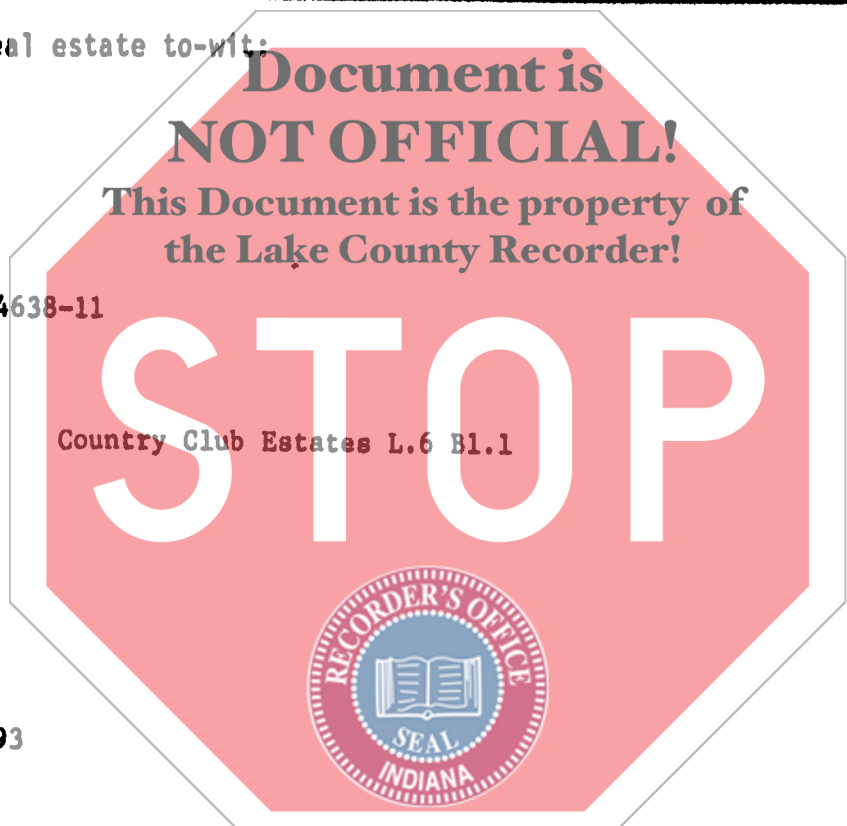 real estate to-wit:
Document is
NOT OFFICIAL!
This Document is the property of
the Lake County Recorder!
4638-11
STOP
Country Club Estates L.6 Bl.1
RECORDER'S OFFICE
SEAL
INDIANA
93